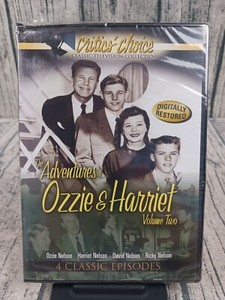 Critics' Choice
CLASSIC TELEVISION COLLECTION
DIGITALLY
RESTORED
The Adventures of
Ozzie & Harriet
Volume Two
Ozzie Nelson Harriet Nelson David Nelson Ricky Nelson
4 CLASSIC EPISODES